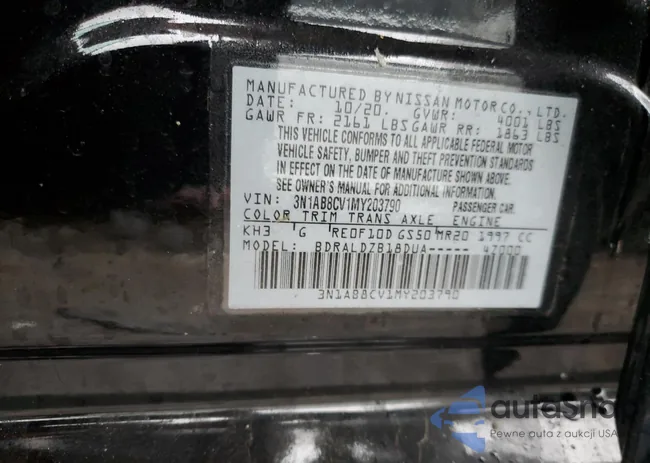 MANUFACTURED BY NISSAN MOTOR CO., LTD.
DATE: 10/20. GVWR: 4001 LBS
GAWR FR: 2161 LBS GAWR RR: 1863 LBS
THIS VEHICLE CONFORMS TO ALL APPLICABLE FEDERAL MOTOR
VEHICLE SAFETY, BUMPER AND THEFT PREVENTION STANDARDS
IN EFFECT ON THE DATE OF MANUFACTURE SHOWN ABOVE.
SEE OWNER'S MANUAL FOR ADDITIONAL INFORMATION.
VIN: 3N1AB8CV1MY203790 PASSENGER CAR.
COLOR TRIM TRANS AXLE ENGINE
KH3 G RE0F10D GS50 MR20 1997 CC
MODEL: BDRALDZB18DUA----- 47000
3N1AB8CV1MY203790
Pewne auta z aukcji USA